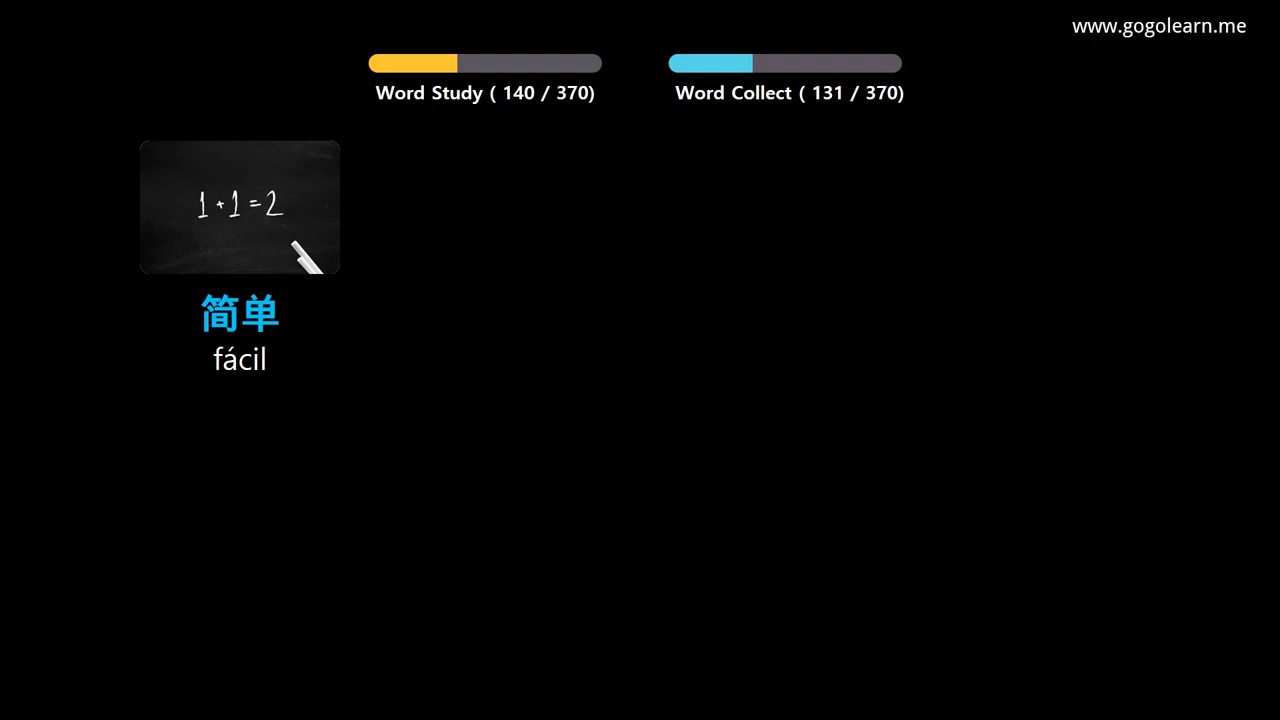 www.gogolearn.me
Word Study ( 140 / 370)
Word Collect ( 131 / 370)
1+1=2
简单
fácil